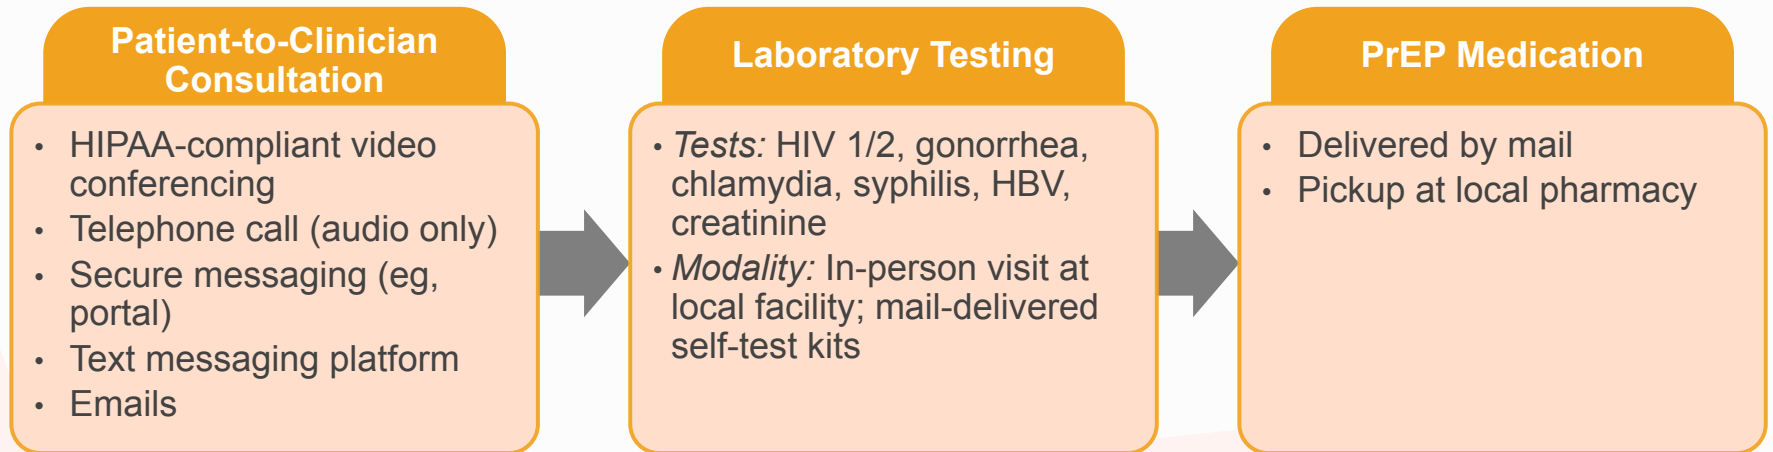 Patient-to-Clinician
Consultation
• HIPAA-compliant video
conferencing
• Telephone call (audio only)
• Secure messaging (eg,
portal)
• Text messaging platform
• Emails
Laboratory Testing
• Tests: HIV 1/2, gonorrhea,
chlamydia, syphilis, HBV,
creatinine
• Modality: In-person visit at
local facility; mail-delivered
self-test kits
PrEP Medication
• Delivered by mail
• Pickup at local pharmacy